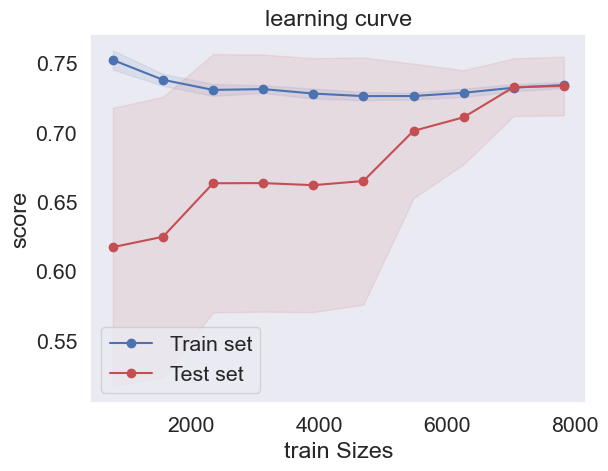 learning curve
score
0.75
0.70
0.65
0.60
0.55
Train set
Test set
2000 4000 6000 8000
train Sizes